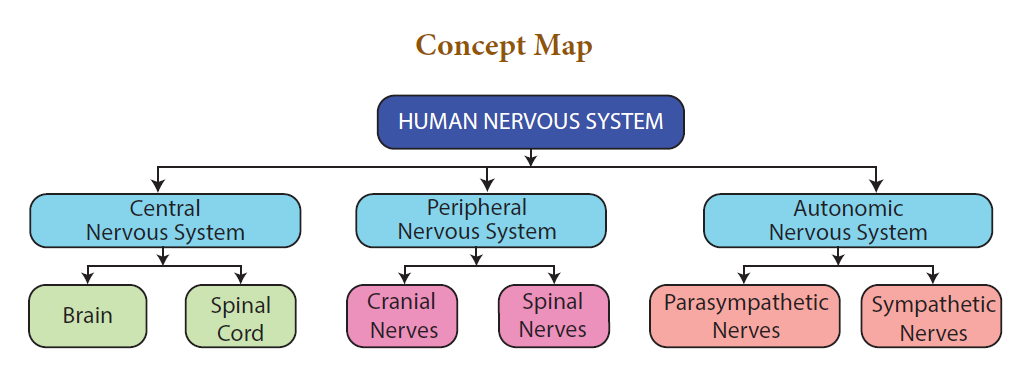 Concept Map
HUMAN NERVOUS SYSTEM
Central
Nervous System
Peripheral
Nervous System
Autonomic
Nervous System
Brain
Spinal
Cord
Cranial
Nerves
Spinal
Nerves
Parasympathetic
Nerves
Sympathetic
Nerves